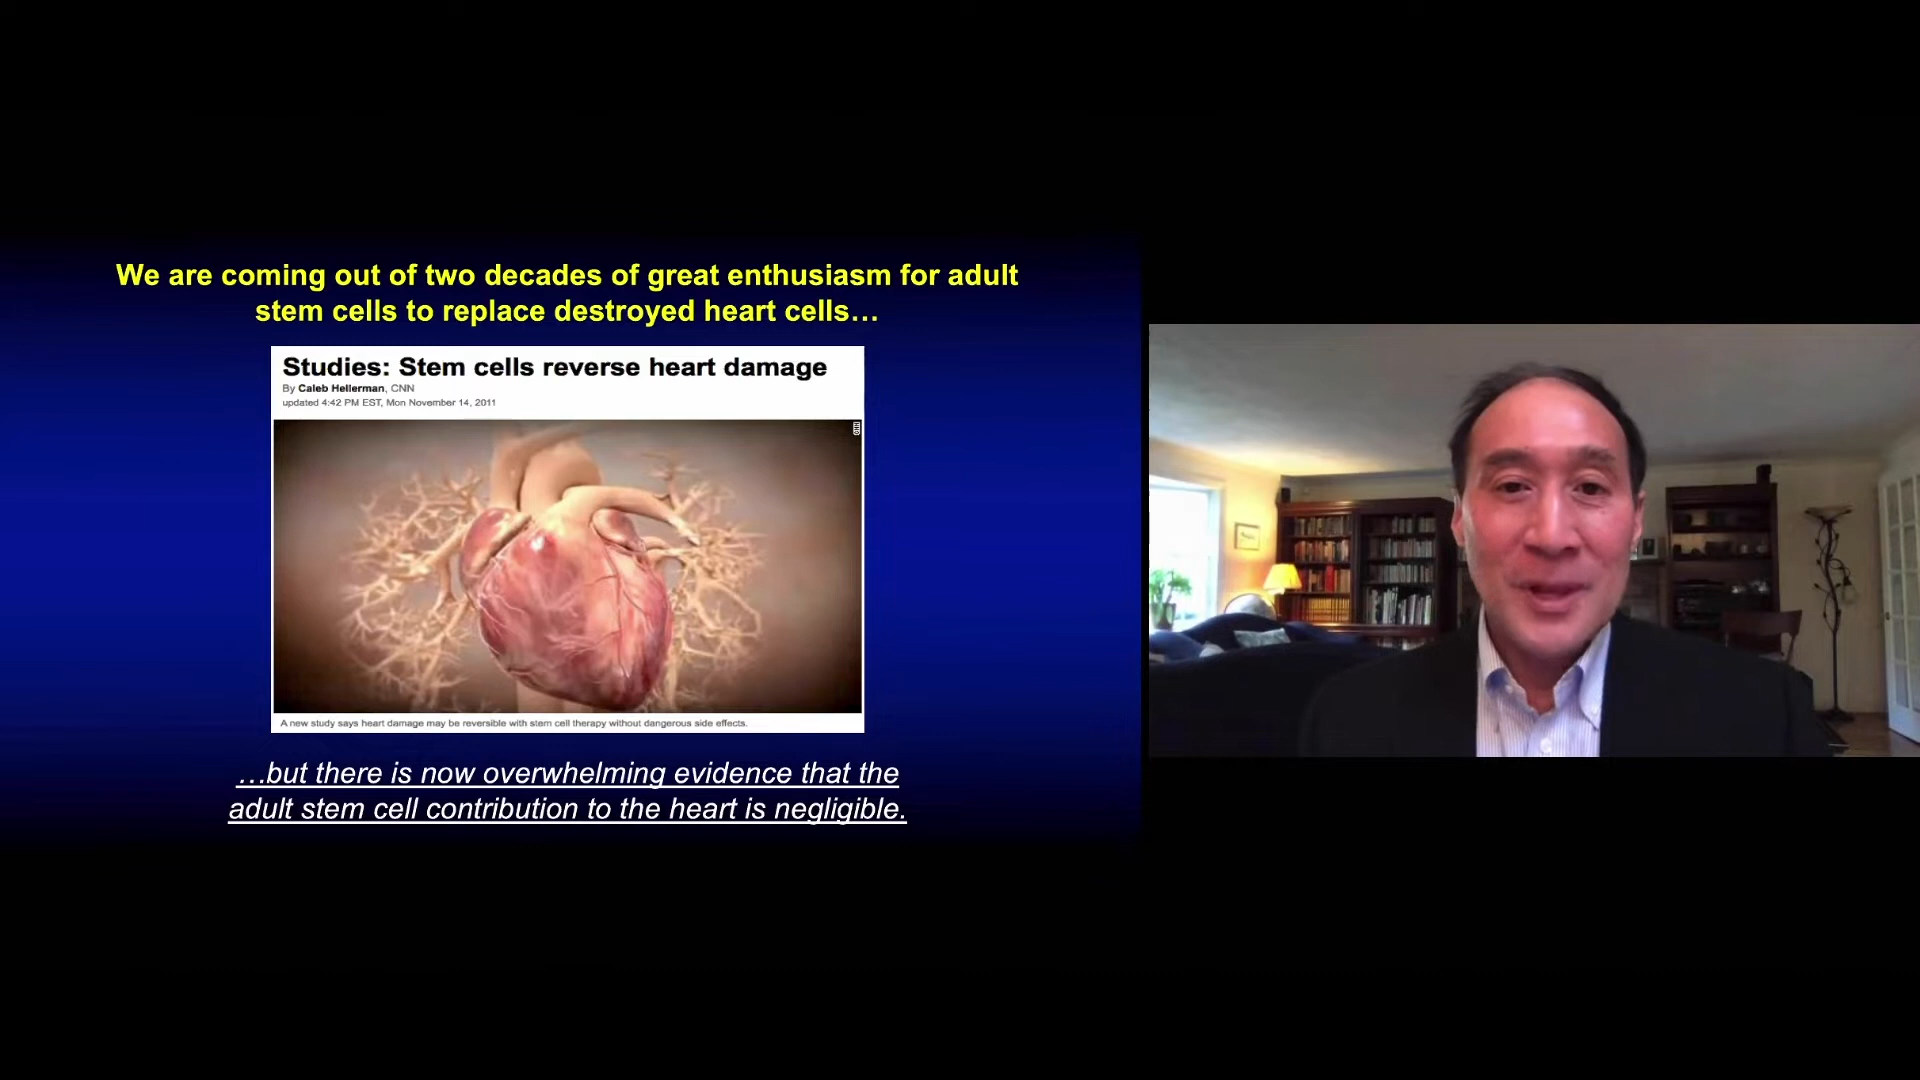 We are coming out of two decades of great enthusiasm for adult
stem cells to replace destroyed heart cells…
Studies: Stem cells reverse heart damage
By Caleb Hellerman, CNN
updated 4:42 PM EST, Mon November 14, 2011
CNN
A new study says heart damage may be reversible with stem cell therapy without dangerous side effects.
…but there is now overwhelming evidence that the
adult stem cell contribution to the heart is negligible.